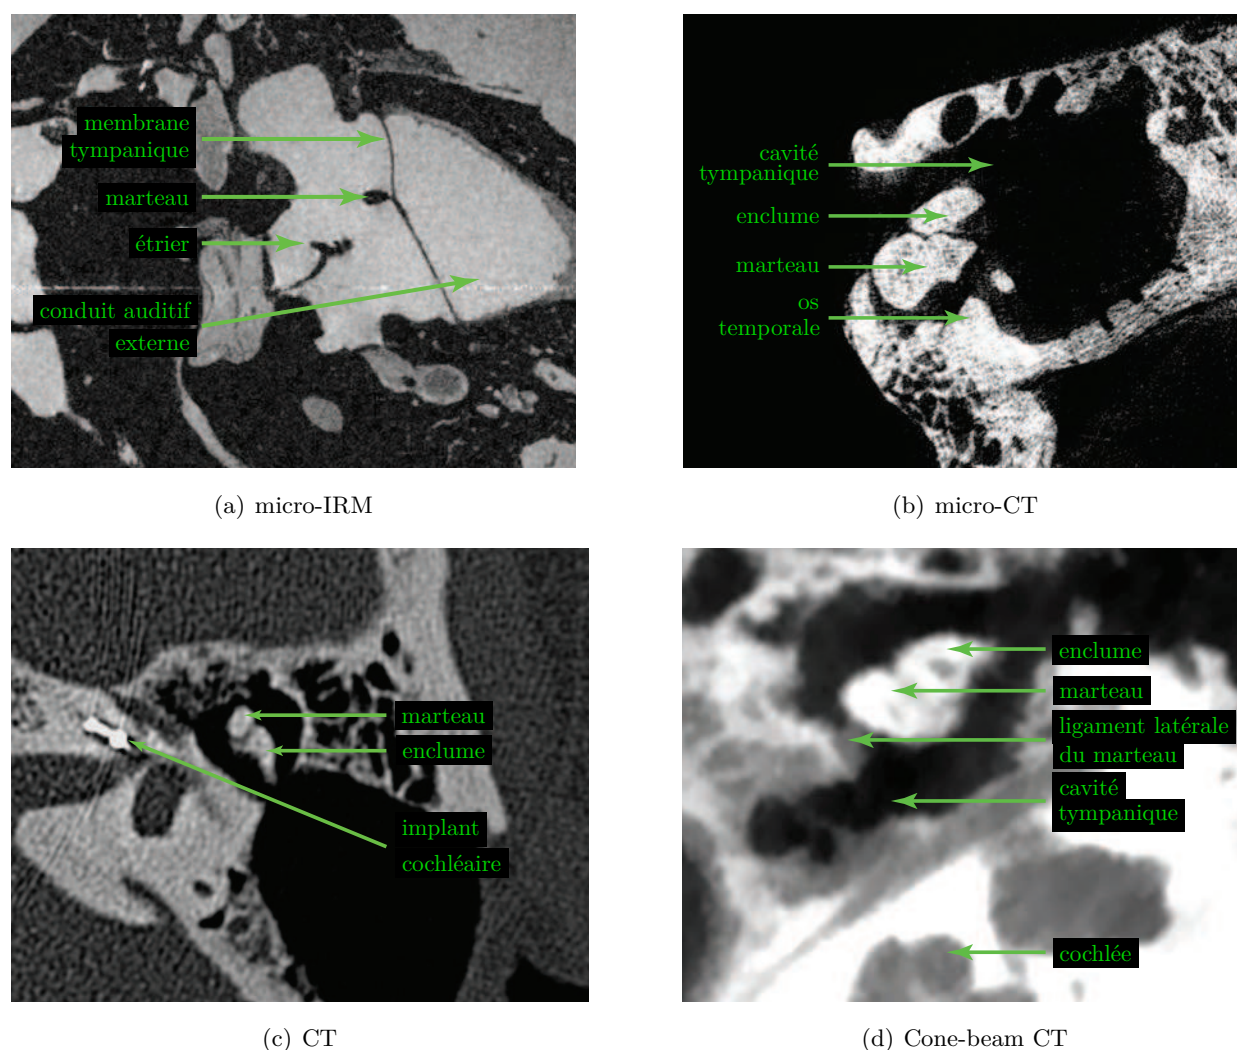 membrane
tympanique
marteau
étrier
conduit auditif
externe
cavité
tympanique
enclume
marteau
os
temporale
(a) micro-IRM
(b) micro-CT
marteau
enclume
implant
cochléaire
enclume
marteau
ligament latérale
du marteau
cavité
tympanique
cochlée
(c) CT
(d) Cone-beam CT